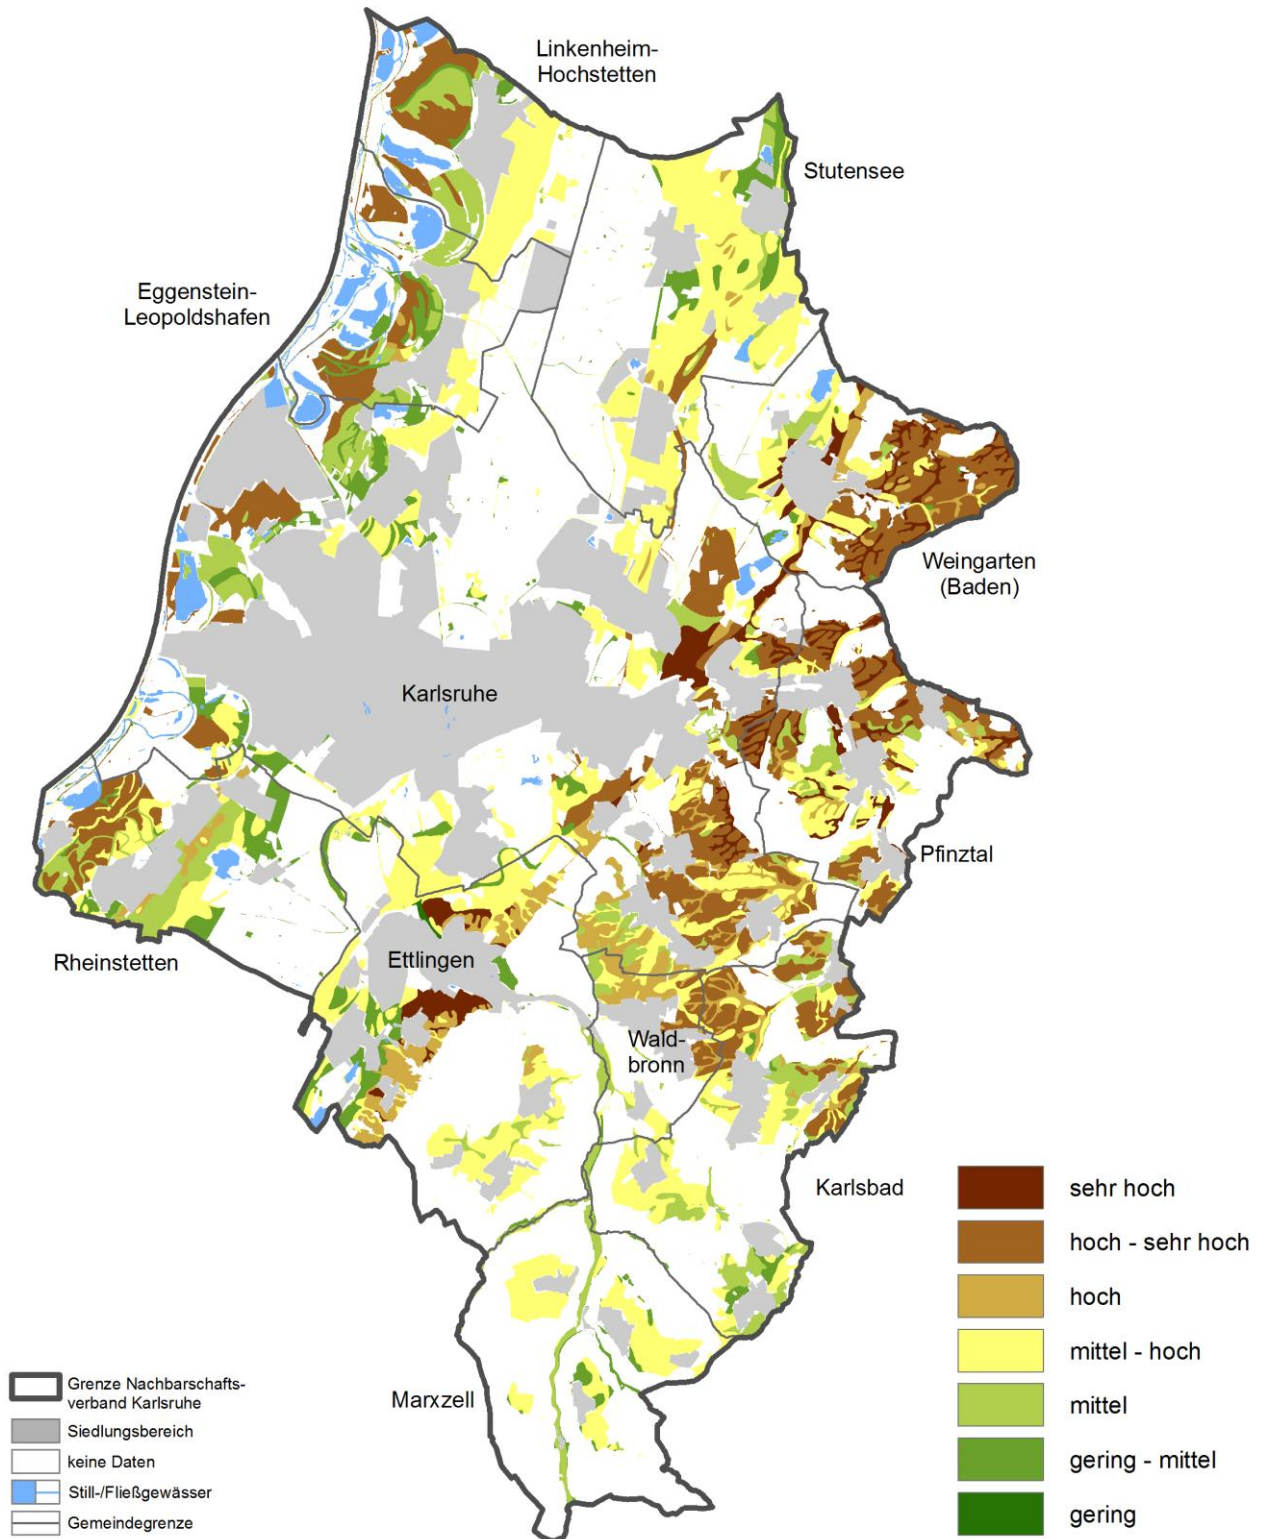 Linkenheim-
Hochstetten
Stutensee
Eggenstein-
Leopoldshafen
Weingarten
(Baden)
Karlsruhe
Pfinztal
Rheinstetten
Ettlingen
Wald-
bronn
Karlsbad
Marxzell
sehr hoch
hoch - sehr hoch
hoch
mittel - hoch
mittel
gering - mittel
gering
Grenze Nachbarschafts-
verband Karlsruhe
Siedlungsbereich
keine Daten
Still-/Fließgewässer
Gemeindegrenze